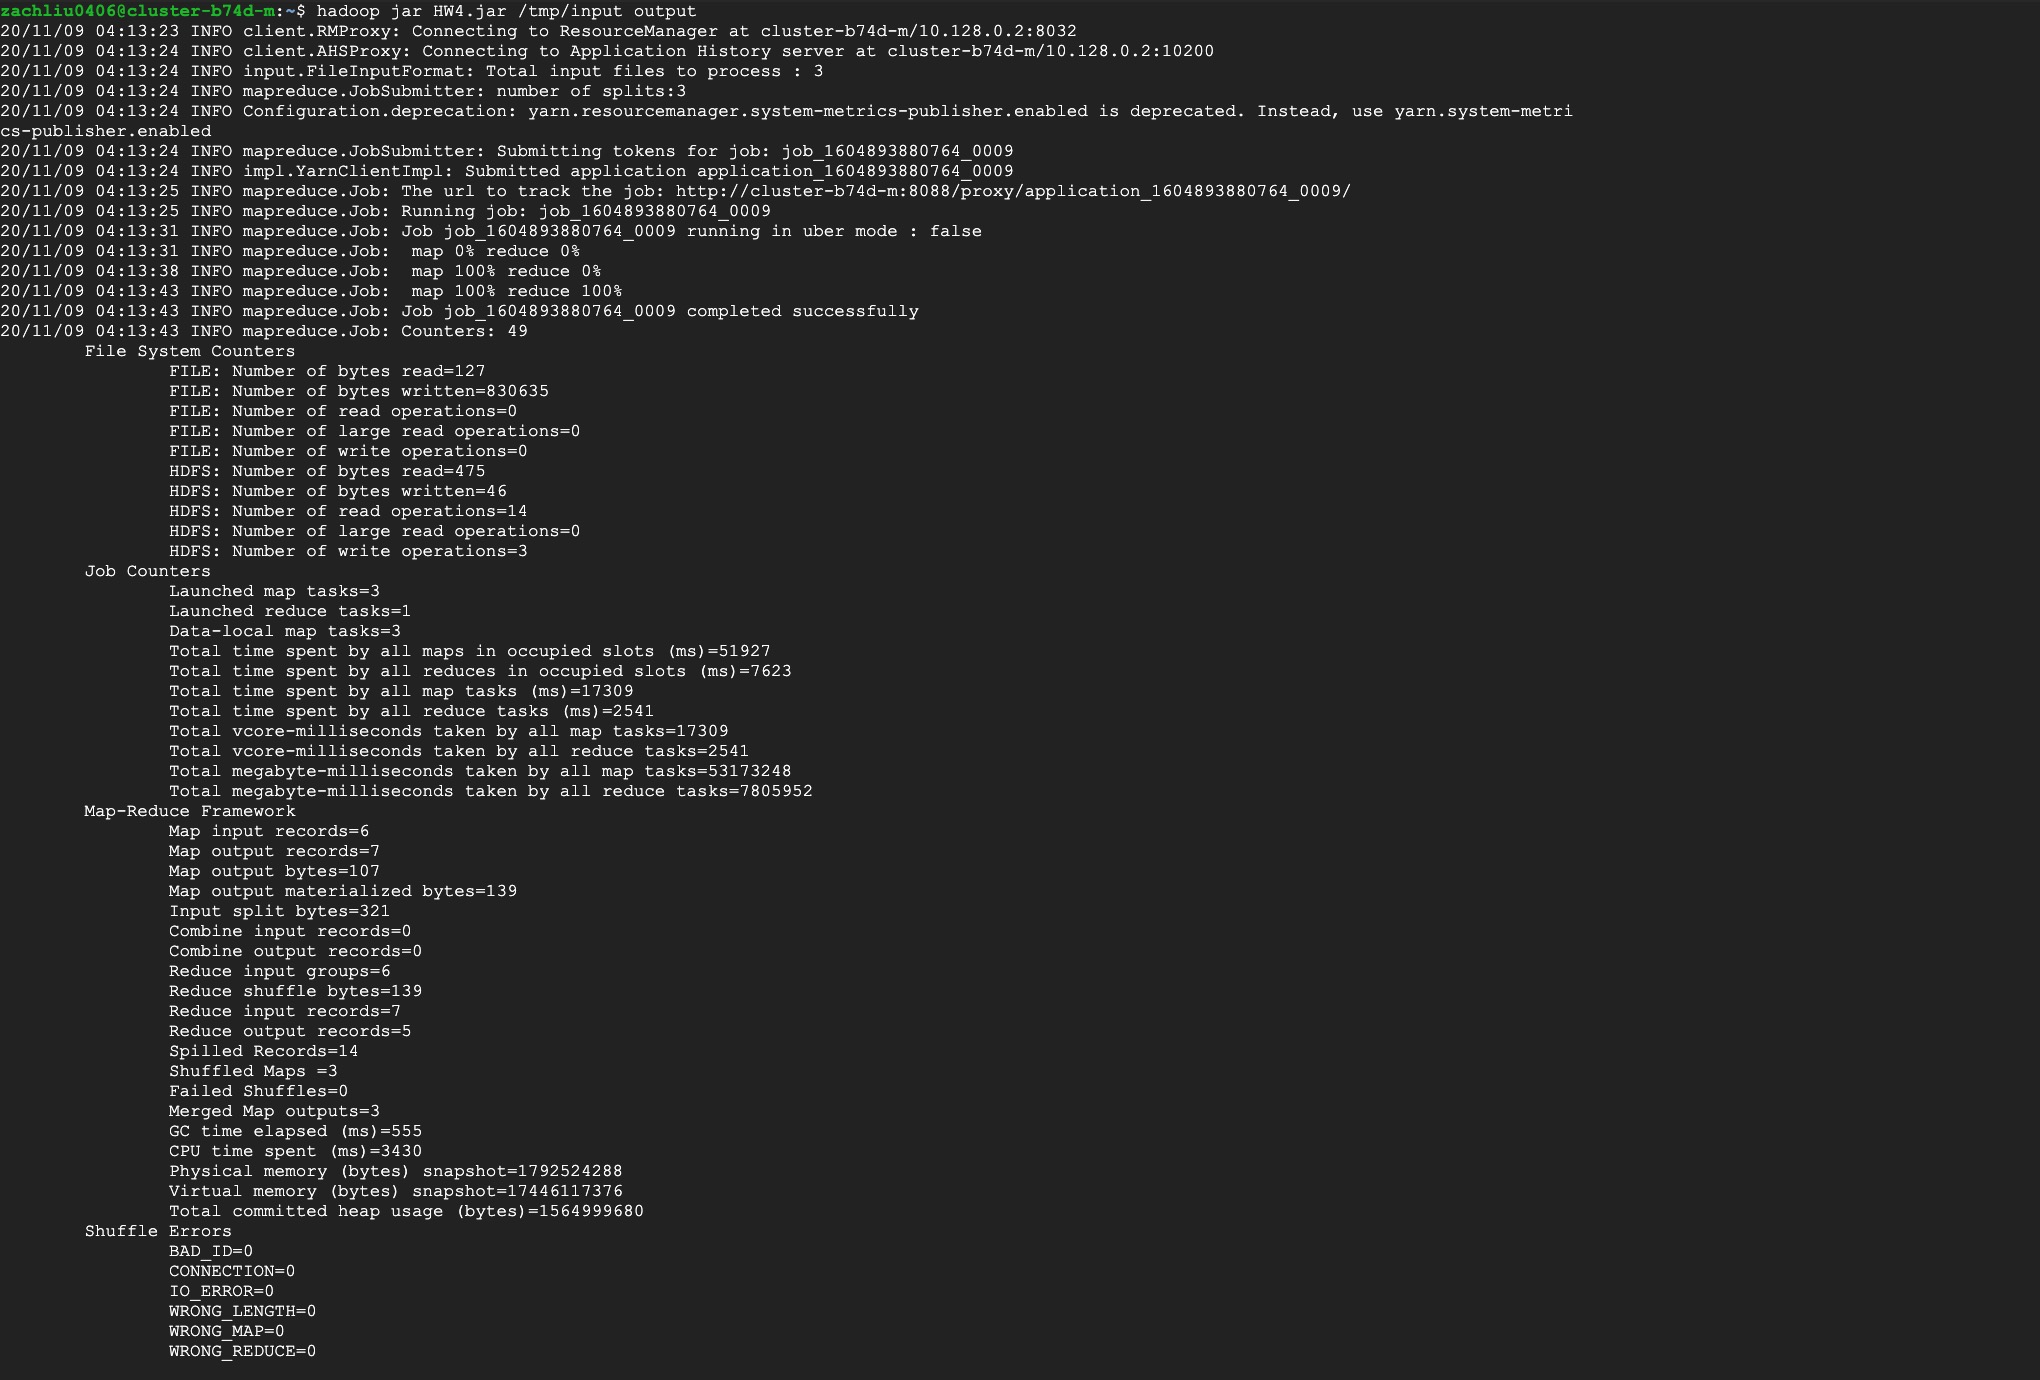 zachliu0406@cluster-b74d-m:~$ hadoop jar HW4.jar /tmp/input output
20/11/09 04:13:23 INFO client.RMProxy: Connecting to ResourceManager at cluster-b74d-m/10.128.0.2:8032
20/11/09 04:13:24 INFO client.AHSProxy: Connecting to Application History server at cluster-b74d-m/10.128.0.2:10200
20/11/09 04:13:24 INFO input.FileInputFormat: Total input files to process : 3
20/11/09 04:13:24 INFO mapreduce.JobSubmitter: number of splits:3
20/11/09 04:13:24 INFO Configuration.deprecation: yarn.resourcemanager.system-metrics-publisher.enabled is deprecated. Instead, use yarn.system-metri
cs-publisher.enabled
20/11/09 04:13:24 INFO mapreduce.JobSubmitter: Submitting tokens for job: job_1604893880764_0009
20/11/09 04:13:24 INFO impl.YarnClientImpl: Submitted application application_1604893880764_0009
20/11/09 04:13:25 INFO mapreduce.Job: The url to track the job: http://cluster-b74d-m:8088/proxy/application_1604893880764_0009/
20/11/09 04:13:25 INFO mapreduce.Job: Running job: job_1604893880764_0009
20/11/09 04:13:31 INFO mapreduce.Job: Job job_1604893880764_0009 running in uber mode : false
20/11/09 04:13:31 INFO mapreduce.Job:  map 0% reduce 0%
20/11/09 04:13:38 INFO mapreduce.Job:  map 100% reduce 0%
20/11/09 04:13:43 INFO mapreduce.Job:  map 100% reduce 100%
20/11/09 04:13:43 INFO mapreduce.Job: Job job_1604893880764_0009 completed successfully
20/11/09 04:13:43 INFO mapreduce.Job: Counters: 49
File System Counters
FILE: Number of bytes read=127
FILE: Number of bytes written=830635
FILE: Number of read operations=0
FILE: Number of large read operations=0
FILE: Number of write operations=0
HDFS: Number of bytes read=475
HDFS: Number of bytes written=46
HDFS: Number of read operations=14
HDFS: Number of large read operations=0
HDFS: Number of write operations=3
Job Counters
Launched map tasks=3
Launched reduce tasks=1
Data-local map tasks=3
Total time spent by all maps in occupied slots (ms)=51927
Total time spent by all reduces in occupied slots (ms)=7623
Total time spent by all map tasks (ms)=17309
Total time spent by all reduce tasks (ms)=2541
Total vcore-milliseconds taken by all map tasks=17309
Total vcore-milliseconds taken by all reduce tasks=2541
Total megabyte-milliseconds taken by all map tasks=53173248
Total megabyte-milliseconds taken by all reduce tasks=7805952
Map-Reduce Framework
Map input records=6
Map output records=7
Map output bytes=107
Map output materialized bytes=139
Input split bytes=321
Combine input records=0
Combine output records=0
Reduce input groups=6
Reduce shuffle bytes=139
Reduce input records=7
Reduce output records=5
Spilled Records=14
Shuffled Maps =3
Failed Shuffles=0
Merged Map outputs=3
GC time elapsed (ms)=555
CPU time spent (ms)=3430
Physical memory (bytes) snapshot=1792524288
Virtual memory (bytes) snapshot=17446117376
Total committed heap usage (bytes)=1564999680
Shuffle Errors
BAD_ID=0
CONNECTION=0
IO_ERROR=0
WRONG_LENGTH=0
WRONG_MAP=0
WRONG_REDUCE=0